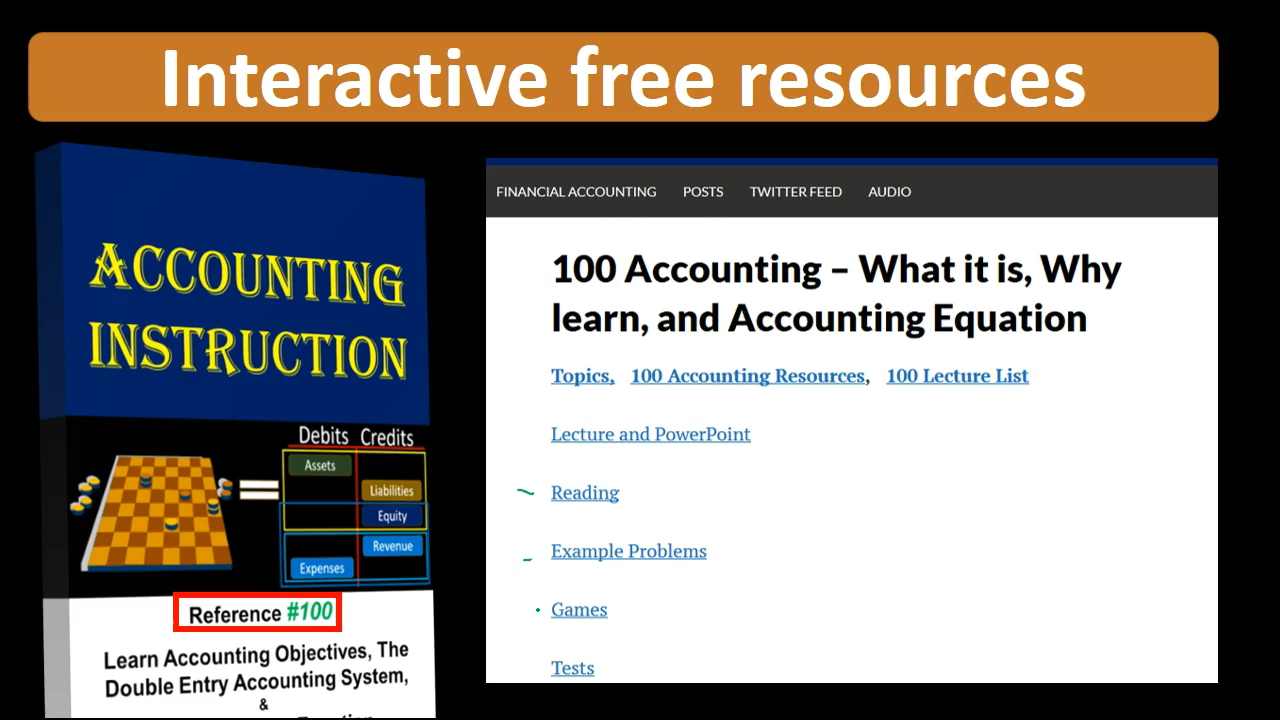 Interactive free resources
ACCOUNTING
INSTRUCTION
Debits Credits
Assets
Liabilities
Equity
Revenue
Expenses
Reference #100
Learn Accounting Objectives, The
Double Entry Accounting System,
&
FINANCIAL ACCOUNTING POSTS TWITTER FEED AUDIO
100 Accounting – What it is, Why
learn, and Accounting Equation
Topics, 100 Accounting Resources, 100 Lecture List
Lecture and PowerPoint
Reading
Example Problems
Games
Tests